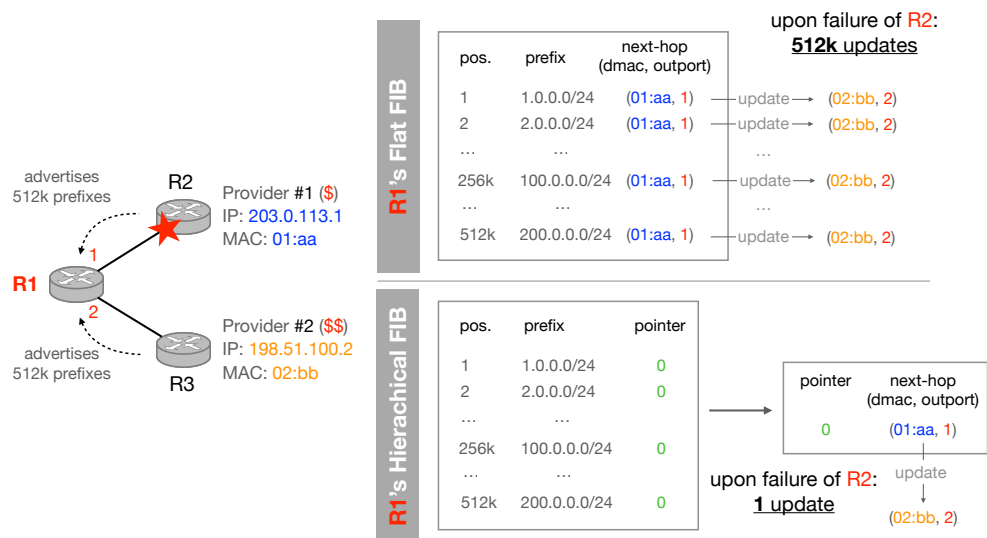 advertises
512k prefixes
R2
Provider #1 ($)
IP: 203.0.113.1
MAC: 01:aa
1
R1
2
Provider #2 ($$)
IP: 198.51.100.2
MAC: 02:bb
advertises
512k prefixes
R3
R1's Flat FIB
upon failure of R2:
512k updates
pos. prefix next-hop
(dmac, outport)
1 1.0.0.0/24 (01:aa, 1) update (02:bb, 2)
2 2.0.0.0/24 (01:aa, 1) update (02:bb, 2)
... ... ...
256k 100.0.0.0/24 (01:aa, 1) update (02:bb, 2)
... ... ...
512k 200.0.0.0/24 (01:aa, 1) update (02:bb, 2)
R1's Hierachical FIB
pos. prefix pointer
1 1.0.0.0/24 0
2 2.0.0.0/24 0
... ...
256k 100.0.0.0/24 0
... ...
512k 200.0.0.0/24 0
pointer next-hop
(dmac, outport)
0 (01:aa, 1)
upon failure of R2:
1 update
update
(02:bb, 2)